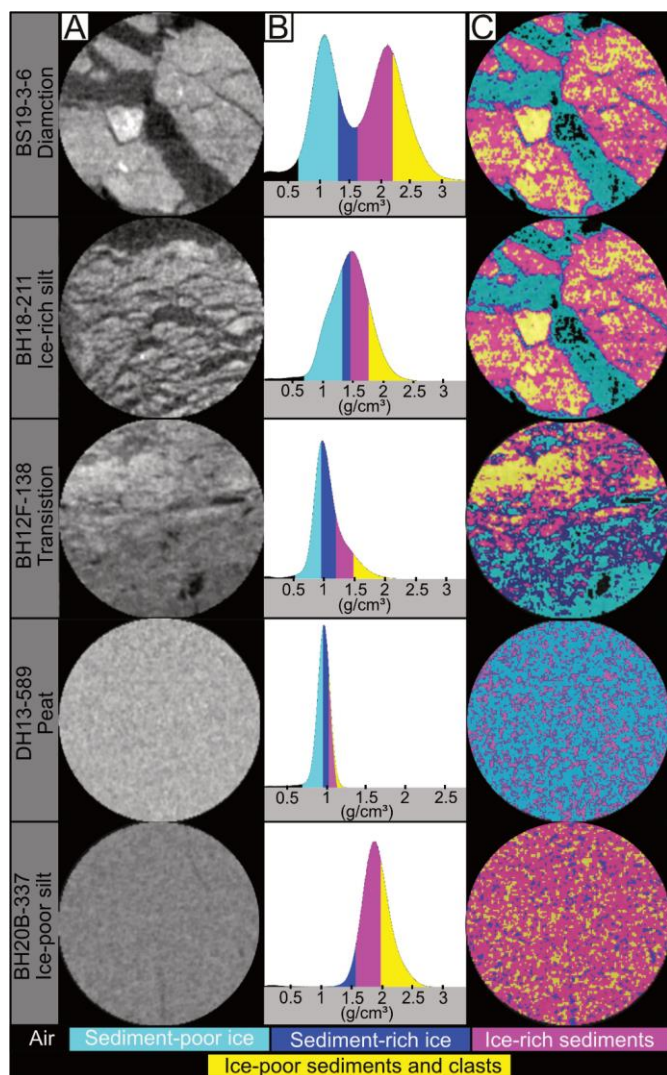 A B C
BS19-3-6
Diamction
0.5 1 1.5 2 2.5 3
(g/cm³)
BH18-211
Ice-rich silt
0.5 1 1.5 2 2.5 3
(g/cm³)
BH12F-138
Transistion
0.5 1 1.5 2 2.5 3
(g/cm³)
DH13-589
Peat
0.5 1 1.5 2 2.5
(g/cm³)
BH20B-337
Ice-poor silt
0.5 1 1.5 2 2.5 3
(g/cm³)
Air Sediment-poor ice Sediment-rich ice Ice-rich sediments
Ice-poor sediments and clasts